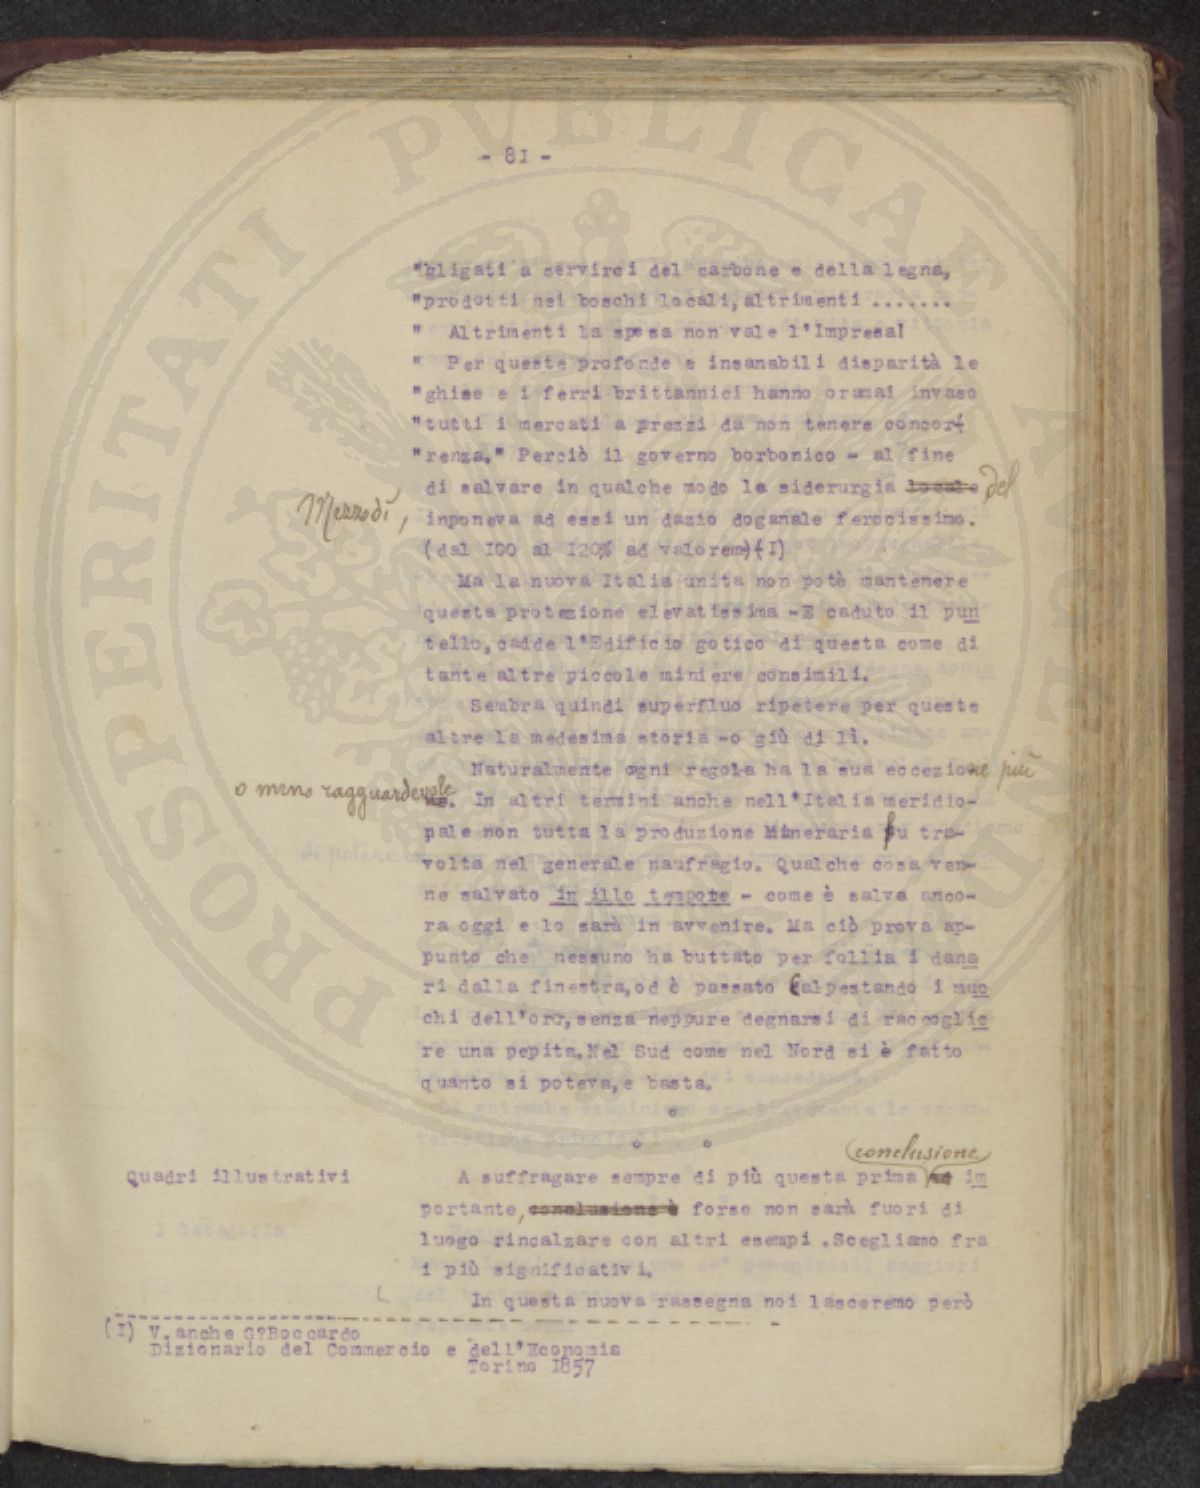 - 81 -
"bligati a servirci del carbone e della legna,
"prodotti nei boschi locali, altrimenti .......
" Altrimenti la spesa non vale l'Impresa!
" Per queste profonde e insanabili disparità le
"ghise e i ferri brittannici hanno oramai invaso
"tutti i mercati a prezzi da non tenere concor-
"renza." Perciò il governo borbonico - al fine
di salvare in qualche modo la siderurgia locale del
Mezzodì,
inponeva ad essi un dazio doganale ferocissimo.
(dal I00 al I20% ad valorem)(I)
Ma la nuova Italia unita non potè mantenere
questa protezione elevatissima -E caduto il pun
tello, cadde l'Edificio gotico di questa come di
tante altre piccole miniere consimili.
Sembra quindi superfluo ripetere per queste
altre la medesima storia -o giù di lì.
Naturalmente ogni regola ha la sua eccezione più
o meno ragguardevole
ne. In altri termini anche nell'Italia meridio-
nale non tutta la produzione Mineraria fu tra-
volta nel generale naufragio. Qualche cosa ven-
ne salvato in illo tempore - come è salva anco-
ra oggi e lo sarà in avvenire. Ma ciò prova ap-
punto che nessuno ha buttato per follia i dana
ri dalla finestra, od è passato calpestando i muc
chi dell'oro, senza neppure degnarsi di raccoglie
re una pepita. Nel Sud come nel Nord si è fatto
quanto si poteva, e basta.
° ° °
conclusione
Quadri illustrativi
A suffragare sempre di più questa prima ed im
portante, conclusione è forse non sarà fuori di
luogo rincalzare con altri esempi .Scegliamo fra
i più significativi.
In questa nuova rassegna noi lasceremo però
(I) V. anche G° Boccardo
Dizionario del Commercio e dell'Economia
Torino I857
PROSPERITATI PUBLICAE AUGENDAE